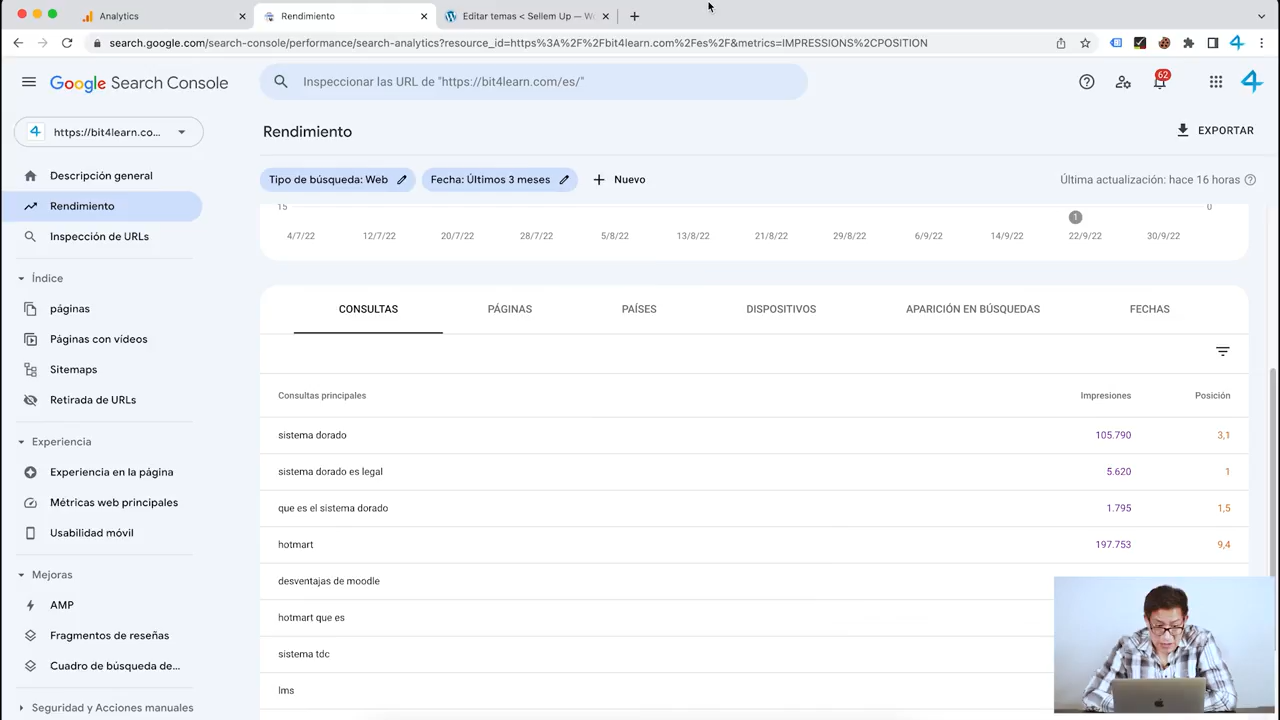 Analytics
Rendimiento
Editar temas < Sellem Up — W
search.google.com/search-console/performance/search-analytics?resource_id=https%3A%2F%2Fbit4learn.com%2Fes%2F&metrics=IMPRESSIONS%2CPOSITION
Google Search Console
Inspeccionar las URL de "https://bit4learn.com/es/"
62
https://bit4learn.co...
Rendimiento
EXPORTAR
Tipo de búsqueda: Web
Fecha: Últimos 3 meses
Nuevo
Última actualización: hace 16 horas
Descripción general
Rendimiento
Inspección de URLs
Índice
páginas
Páginas con vídeos
Sitemaps
Retirada de URLs
Experiencia
Experiencia en la página
Métricas web principales
Usabilidad móvil
Mejoras
AMP
Fragmentos de reseñas
Cuadro de búsqueda de...
Seguridad y Acciones manuales
15
0
1
4/7/22 12/7/22 20/7/22 28/7/22 5/8/22 13/8/22 21/8/22 29/8/22 6/9/22 14/9/22 22/9/22 30/9/22
CONSULTAS PÁGINAS PAÍSES DISPOSITIVOS APARICIÓN EN BÚSQUEDAS FECHAS
Consultas principales Impresiones Posición
sistema dorado 105.790 3,1
sistema dorado es legal 5.620 1
que es el sistema dorado 1.795 1,5
hotmart 197.753 9,4
desventajas de moodle
hotmart que es
sistema tdc
lms